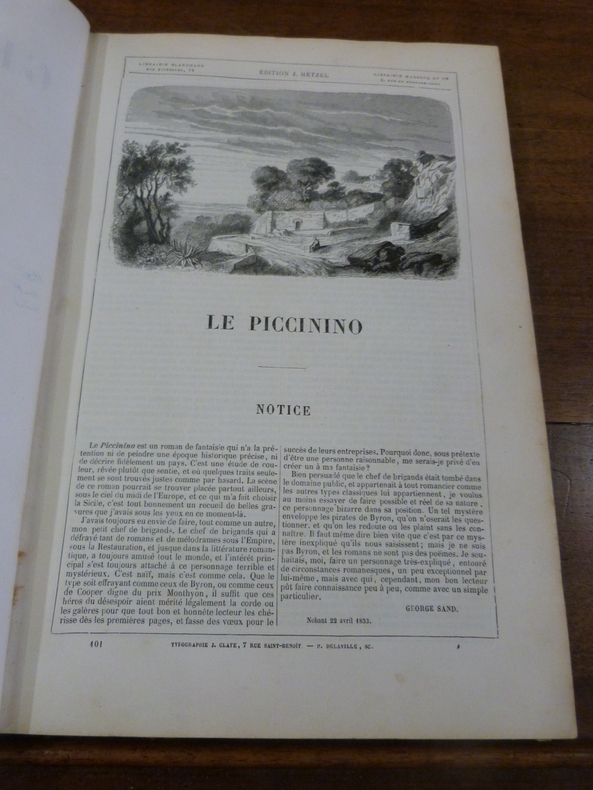 LIBRAIRIE BLANCHARD
RUE RICHELIEU, 78
ÉDITION J. HETZEL
LIBRAIRIE MARESCQ ET Cie
5, RUE DU PONT-DE-LODI
LE PICCININO
NOTICE
Le Piccinino est un roman de fantaisie qui n'a la pré-
tention ni de peindre une époque historique précise, ni
de décrire fidèlement un pays. C'est une étude de cou-
leur, rêvée plutôt que sentie, et où quelques traits seule-
ment se sont trouvés justes comme par hasard. La scène
de ce roman pourrait se trouver placée partout ailleurs,
sous le ciel du midi de l'Europe, et ce qui m'a fait choisir
la Sicile, c'est tout bonnement un recueil de belles gra-
vures que j'avais sous les yeux en ce moment-là.
J'avais toujours eu envie de faire, tout comme un autre,
mon petit chef de brigands. Le chef de brigands qui a
défrayé tant de romans et de mélodrames sous l'Empire,
sous la Restauration, et jusque dans la littérature roman-
tique, a toujours amusé tout le monde, et l'intérêt prin-
cipal s'est toujours attaché à ce personnage terrible et
mystérieux. C'est naïf, mais c'est comme cela. Que le
type soit effrayant comme ceux de Byron, ou comme ceux
de Cooper digne du prix Monthyon, il suffit que ces
héros du désespoir aient mérité légalement la corde ou
les galères pour que tout bon et honnête lecteur les ché-
risse dès les premières pages, et fasse des vœux pour le
succès de leurs entreprises. Pourquoi donc, sous prétexte
d'être une personne raisonnable, me serais-je privé d'en
créer un à ma fantaisie?
Bien persuadé que le chef de brigands était tombé dans
le domaine public, et appartenait à tout romancier comme
les autres types classiques lui appartiennent, je voulus
au moins essayer de faire possible et réel de sa nature,
ce personnage bizarre dans sa position. Un tel mystère
enveloppe les pirates de Byron, qu'on n'oserait les ques-
tionner, et qu'on les redoute ou les plaint sans les con-
naître. Il faut même dire bien vite que c'est par ce mys-
tère inexpliqué qu'ils nous saisissent; mais je ne suis
pas Byron, et les romans ne sont pas des poëmes. Je sou-
haitais, moi, faire un personnage très-expliqué, entouré
de circonstances romanesques, un peu exceptionnel par
lui-même, mais avec qui, cependant, mon bon lecteur
pût faire connaissance peu à peu, comme avec un simple
particulier.
GEORGE SAND.
Nohant 22 avril 1853.
401
TYPOGRAPHIE J. CLAYE, 7 RUE SAINT-BENOÎT — P. DELAVILLE, SC.